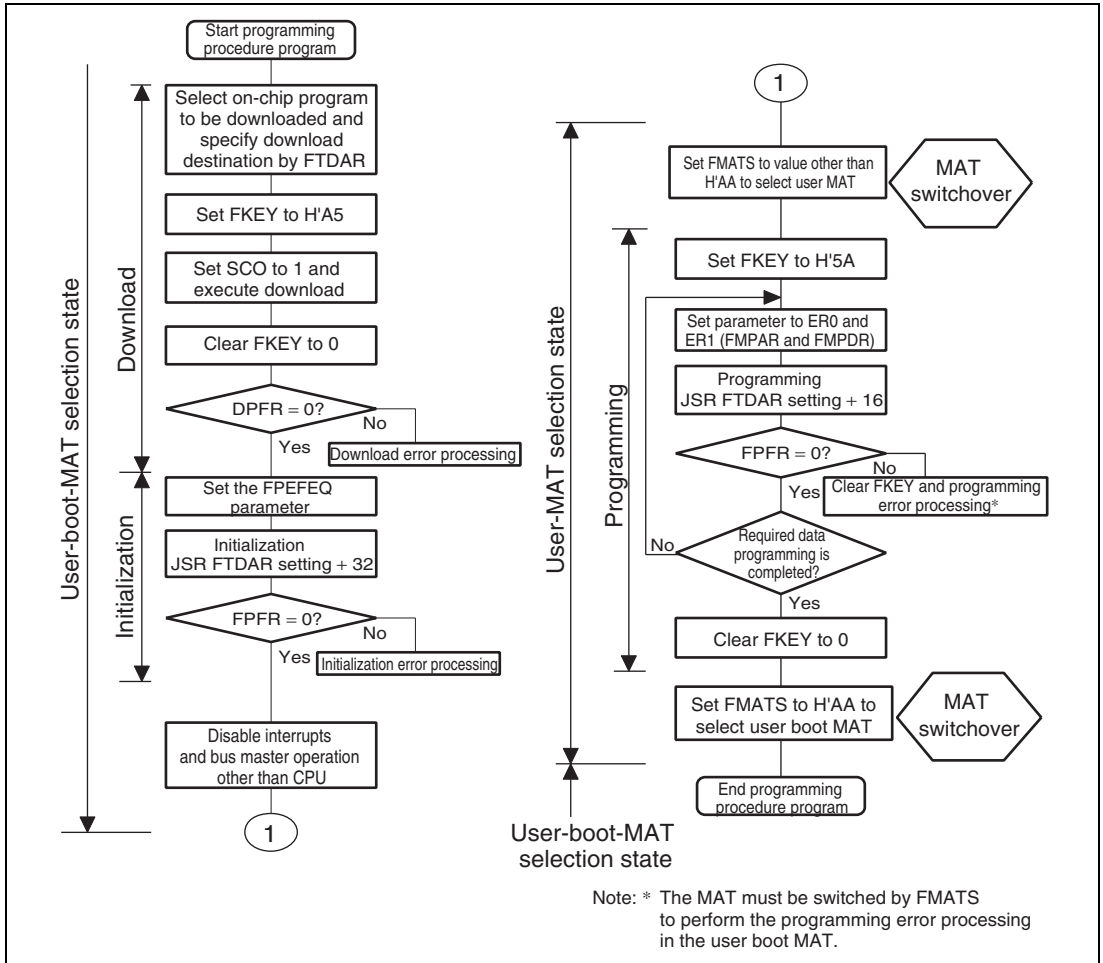 Start programming
procedure program
Select on-chip program
to be downloaded and
specify download
destination by FTDAR
Set FKEY to H'A5
Set SCO to 1 and
execute download
Clear FKEY to 0
DPFR = 0?
No
Yes
Download error processing
Set the FPEFEQ
parameter
Initialization
JSR FTDAR setting + 32
FPFR = 0?
No
Yes
Initialization error processing
Disable interrupts
and bus master operation
other than CPU
1
User-boot-MAT selection state
Download
Initialization
1
Set FMATS to value other than
H'AA to select user MAT
MAT
switchover
Set FKEY to H'5A
Set parameter to ER0 and
ER1 (FMPAR and FMPDR)
Programming
JSR FTDAR setting + 16
FPFR = 0?
No
Yes
Clear FKEY and programming
error processing*
Required data
programming is
completed?
No
Yes
Clear FKEY to 0
Set FMATS to H'AA to
select user boot MAT
MAT
switchover
End programming
procedure program
User-MAT selection state
Programming
User-boot-MAT
selection state
Note: * The MAT must be switched by FMATS
to perform the programming error processing
in the user boot MAT.